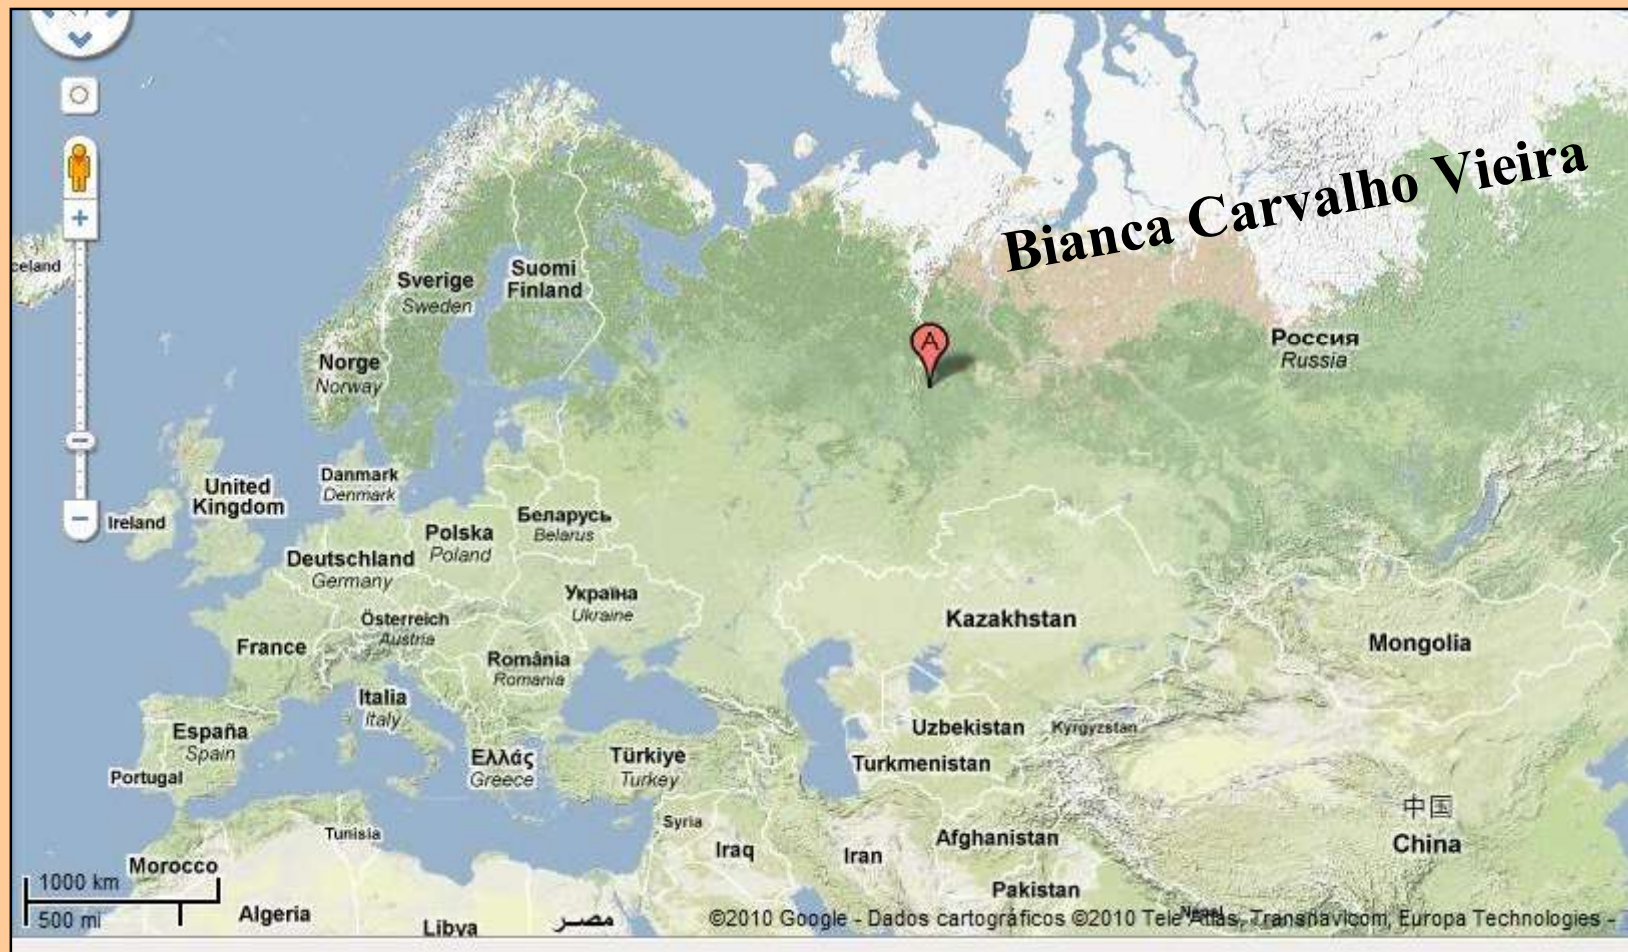 Bianca Carvalho Vieira
celand
Sverige
Sweden
Suomi
Finland
A
Norge
Norway
Россия
Russia
United
Kingdom
Ireland
Danmark
Denmark
Polska
Poland
Беларусь
Belarus
Deutschland
Germany
Україна
Ukraine
Österreich
Austria
France
România
Romania
Kazakhstan
Mongolia
Italia
Italy
España
Spain
Portugal
Ελλάς
Greece
Türkiye
Turkey
Uzbekistan
Kyrgyzstan
Turkmenistan
中国
China
Tunisia
Syria
Iraq
Iran
Afghanistan
Pakistan
Nepal
Morocco
Algeria
Libya
مصر
1000 km
500 mi
©2010 Google - Dados cartográficos ©2010 Tele Atlas, Transnavicom, Europa Technologies -